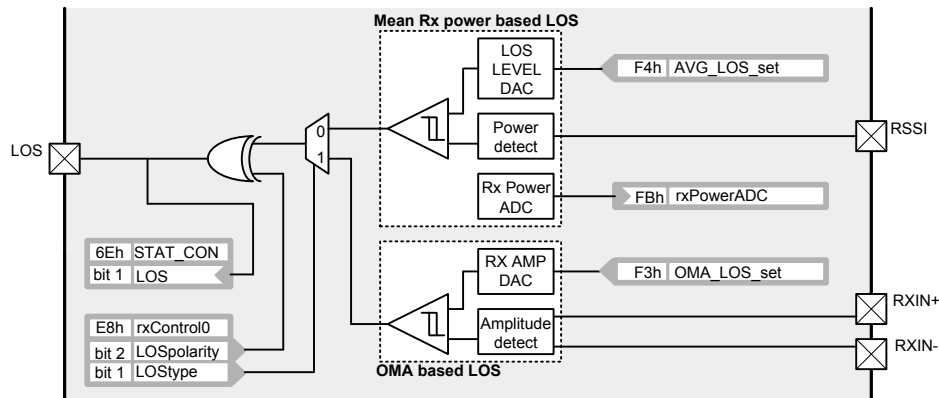 Mean Rx power based LOS
LOS
LEVEL
DAC
F4h AVG_LOS_set
0
1
Power
detect
RSSI
LOS
Rx Power
ADC
FBh rxPowerADC
6Eh STAT_CON
bit 1 LOS
RX AMP
DAC
F3h OMA_LOS_set
RXIN+
E8h rxControl0
bit 2 LOSpolarity
bit 1 LOStype
Amplitude
detect
RXIN-
OMA based LOS